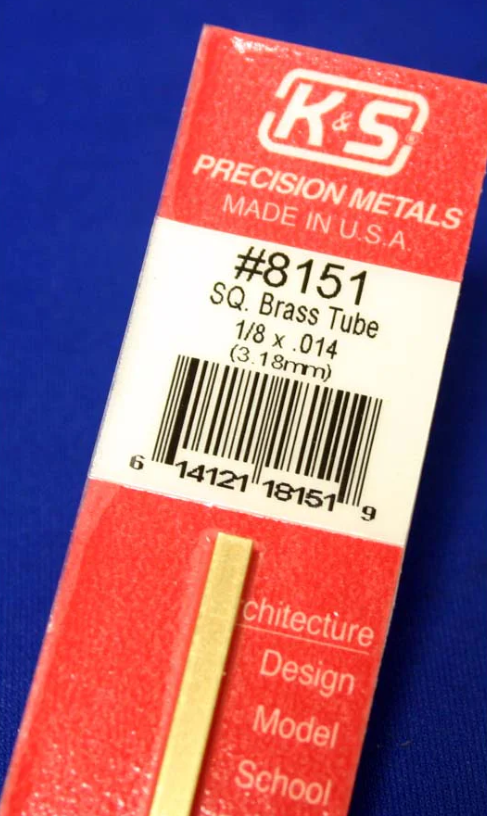 K&S®
PRECISION METALS
MADE IN U.S.A.
#8151
SQ. Brass Tube
1/8 x .014
(3.18mm)
6 14121 18151 9
chitecture
Design
Model
School